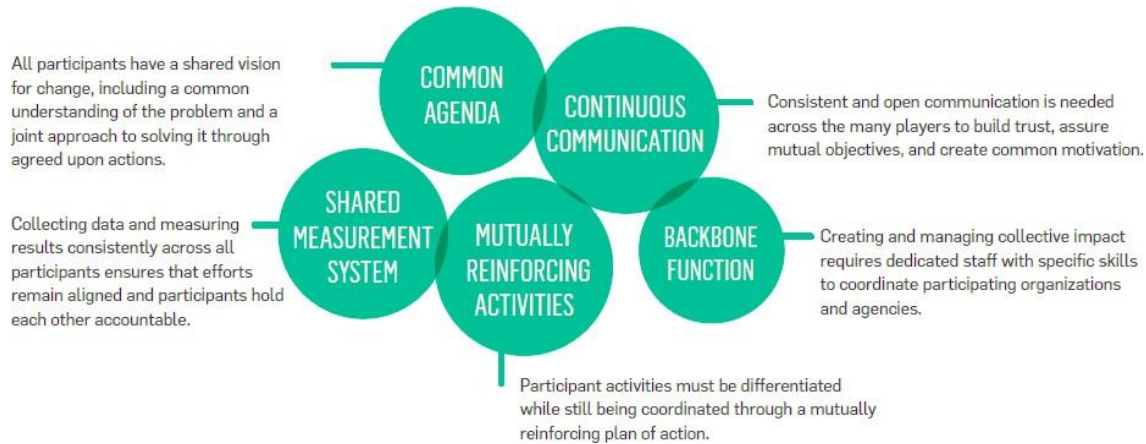 All participants have a shared vision
for change, including a common
understanding of the problem and a
joint approach to solving it through
agreed upon actions.
COMMON
AGENDA
CONTINUOUS
COMMUNICATION
Consistent and open communication is needed
across the many players to build trust, assure
mutual objectives, and create common motivation.
Collecting data and measuring
results consistently across all
participants ensures that efforts
remain aligned and participants hold
each other accountable.
SHARED
MEASUREMENT
SYSTEM
MUTUALLY
REINFORCING
ACTIVITIES
BACKBONE
FUNCTION
Creating and managing collective impact
requires dedicated staff with specific skills
to coordinate participating organizations
and agencies.
Participant activities must be differentiated
while still being coordinated through a mutually
reinforcing plan of action.